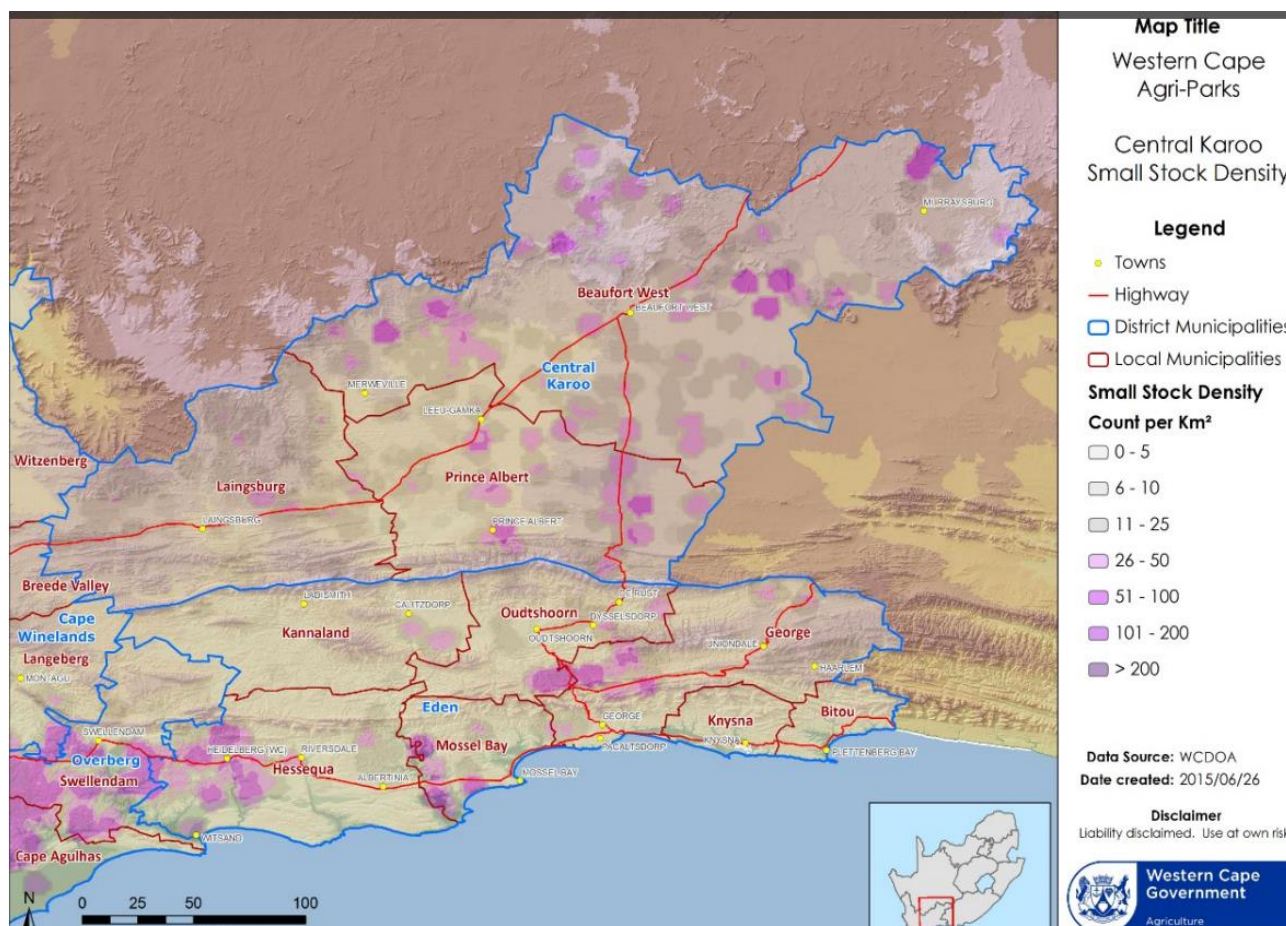 Map Title
Western Cape
Agri-Parks
Central Karoo
Small Stock Density
Legend
Towns
Highway
District Municipalities
Local Municipalities
Small Stock Density
Count per Km²
0 - 5
6 - 10
11 - 25
26 - 50
51 - 100
101 - 200
> 200
Data Source: WCDOA
Date created: 2015/06/26
Disclaimer
Liability disclaimed. Use at own risk
Western Cape
Government
Agriculture
MURRAYSBURG
Beaufort West
BEAUFORT WEST
Central
Karoo
MERWEVILLE
LEEU-GAMKA
Witzenberg
Laingsburg
Prince Albert
LAINGSBURG
PRINCE ALBERT
Breede Valley
LADISMITH
CALITZDORP
Oudtshoorn
DE RUST
DYSSELSDORP
Cape
Winelands
Kannaland
OUDTSHOORN
George
UNIONDALE
Langeberg
HAARLEM
MONTAGU
Eden
Knysna
Bitou
GEORGE
SWELLENDAM
Mossel Bay
PACALTSDORP
KNYSNA
PLETTENBERG BAY
HEIDELBERG (WC)
RIVERSDALE
Overberg
Hessequa
Swellendam
ALBERTINIA
MOSSEL BAY
WITSAND
Cape Agulhas
N
0 25 50 100